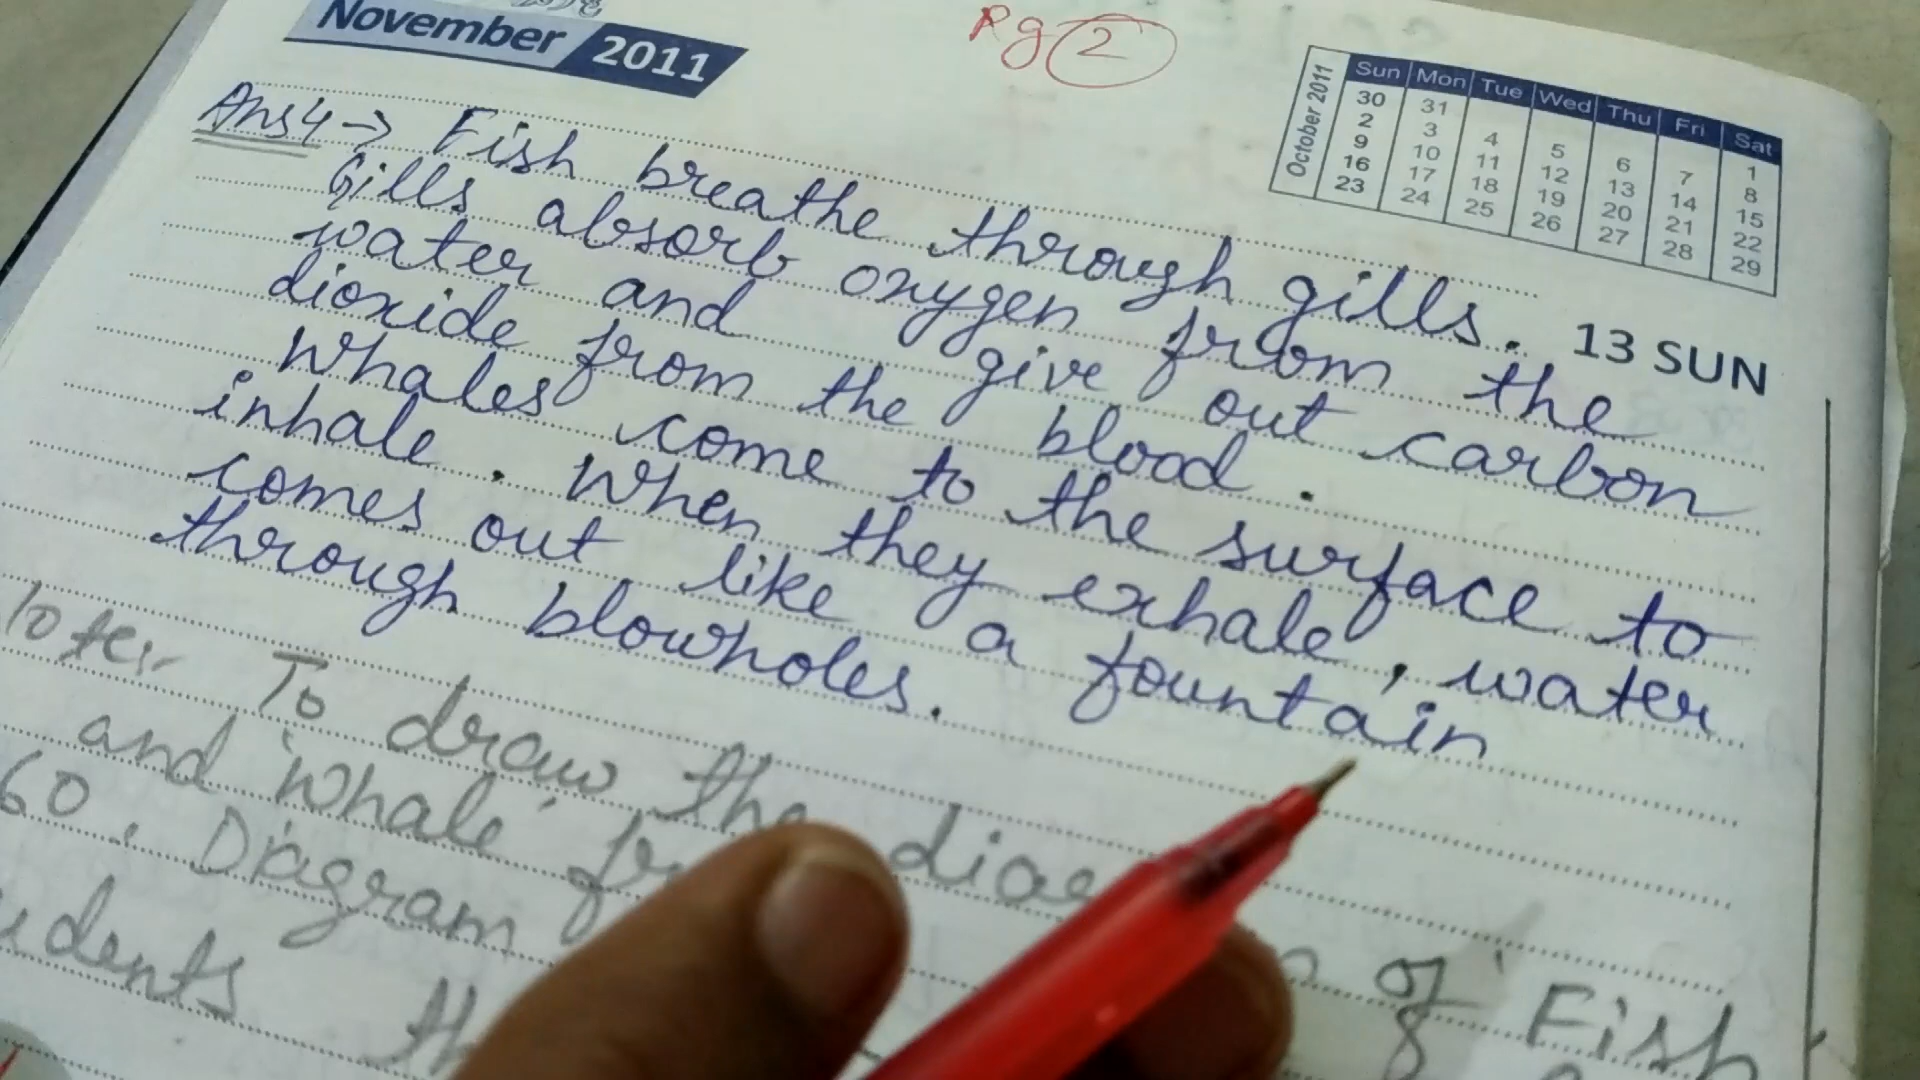 November 2011
Pg 2
October 2011
Sun Mon Tue Wed Thu Fri Sat
30 31 1
2 3 4 5 6 7 8
9 10 11 12 13 14 15
16 17 18 19 20 21 22
23 24 25 26 27 28 29
13 SUN
Ans4 → Fish breathe through gills.
Gills absorb oxygen from the
water and give out carbon
dioxide from the blood.
Whales come to the surface to
inhale. When they exhale, water
comes out like a fountain
through blowholes.
To draw the of Fish
and whale
60. Diagram